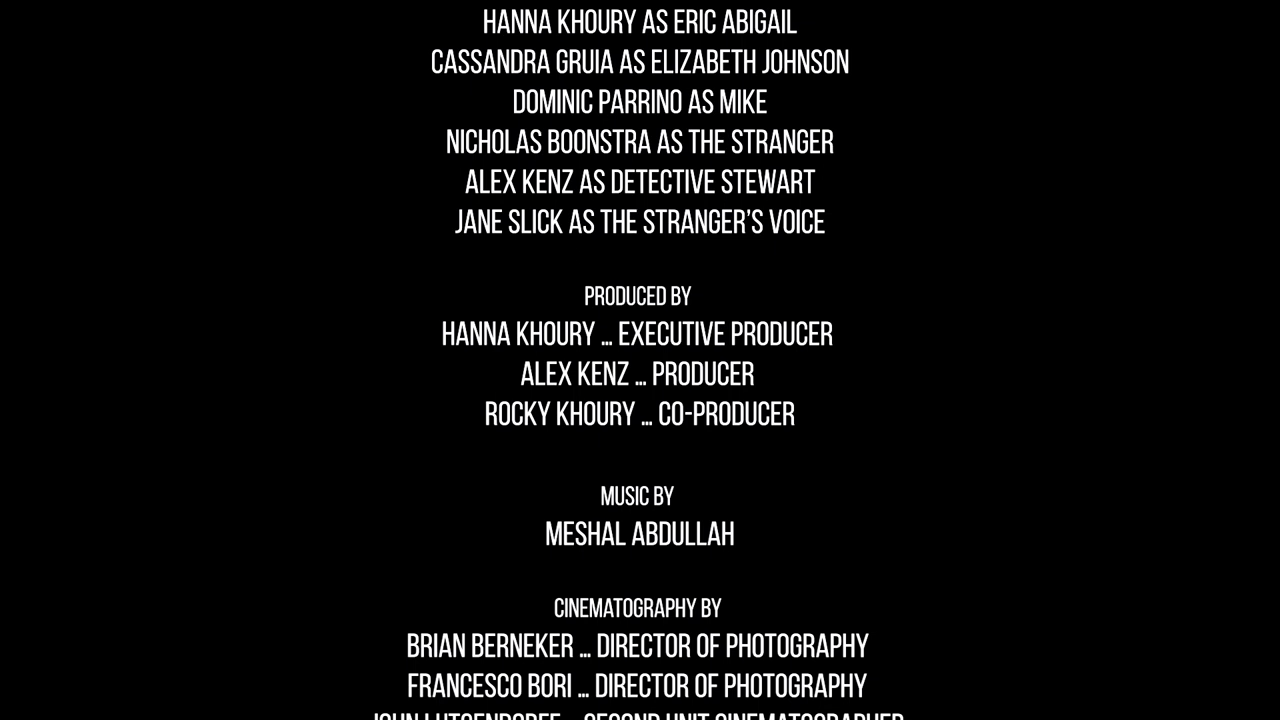 HANNA KHOURY AS ERIC ABIGAIL
CASSANDRA GRUIA AS ELIZABETH JOHNSON
DOMINIC PARRINO AS MIKE
NICHOLAS BOONSTRA AS THE STRANGER
ALEX KENZ AS DETECTIVE STEWART
JANE SLICK AS THE STRANGER'S VOICE
PRODUCED BY
HANNA KHOURY ... EXECUTIVE PRODUCER
ALEX KENZ ... PRODUCER
ROCKY KHOURY ... CO-PRODUCER
MUSIC BY
MESHAL ABDULLAH
CINEMATOGRAPHY BY
BRIAN BERNEKER ... DIRECTOR OF PHOTOGRAPHY
FRANCESCO BORI ... DIRECTOR OF PHOTOGRAPHY
JOHN ... SECOND UNIT CINEMATOGRAPHER